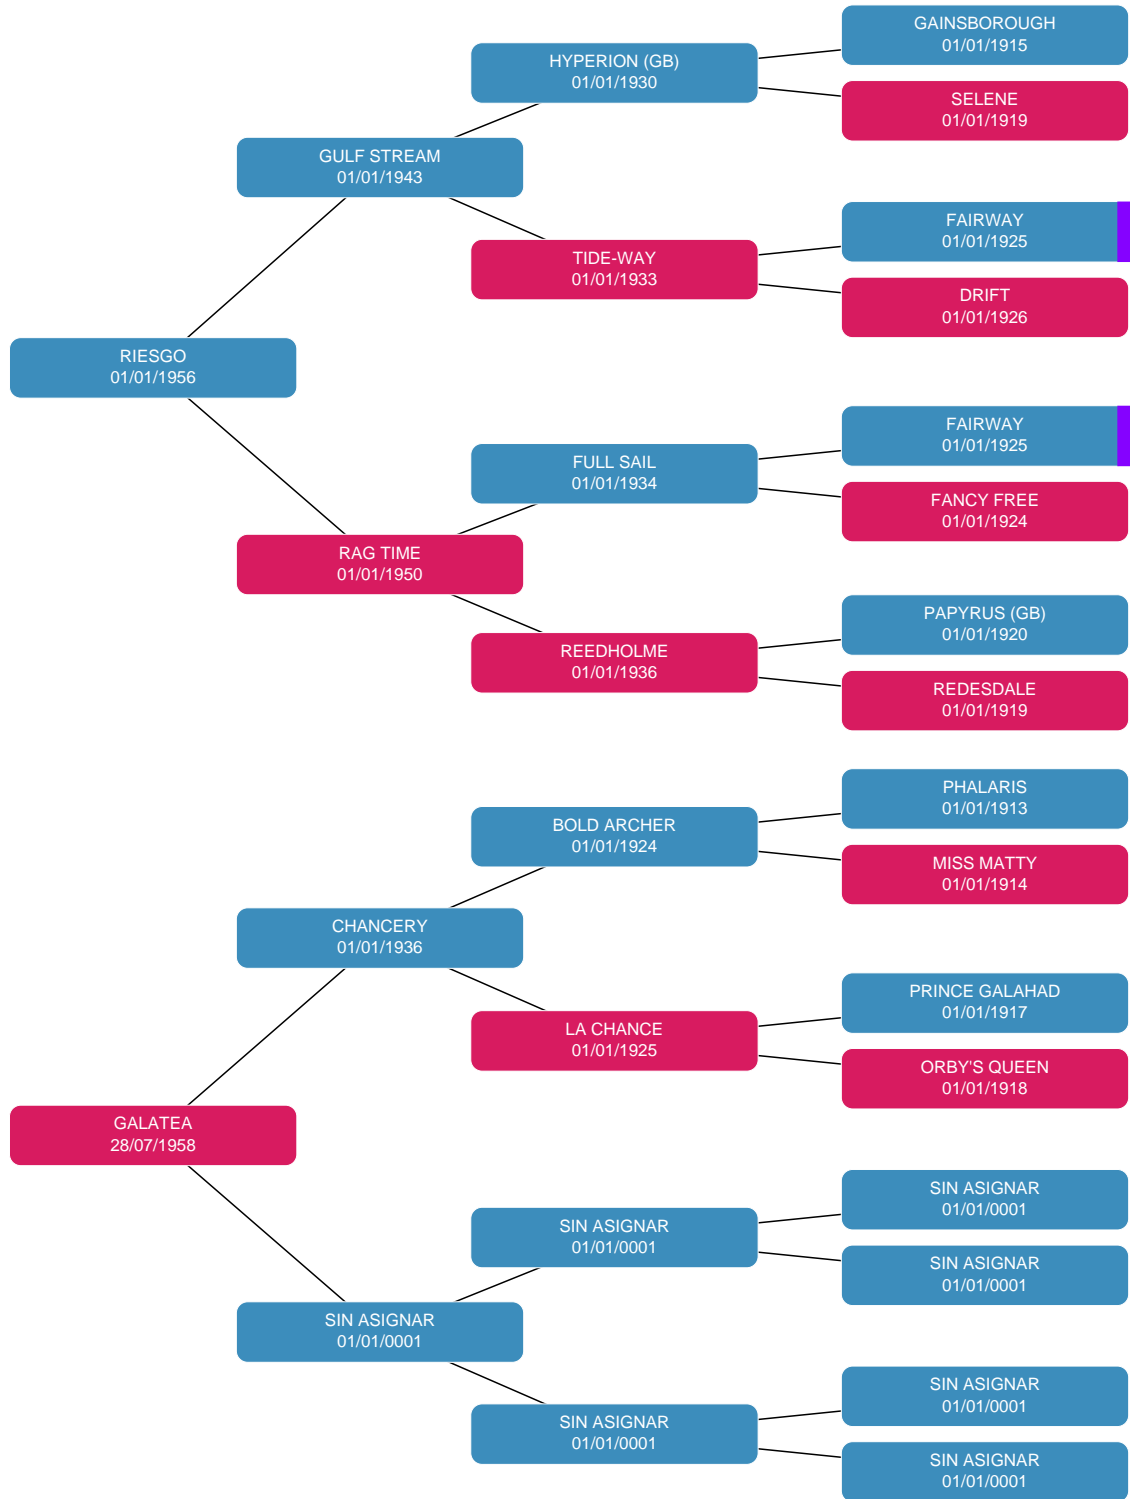 GAINSBOROUGH
01/01/1915
HYPERION (GB)
01/01/1930
SELENE
01/01/1919
GULF STREAM
01/01/1943
FAIRWAY
01/01/1925
TIDE-WAY
01/01/1933
DRIFT
01/01/1926
RIESGO
01/01/1956
FAIRWAY
01/01/1925
FULL SAIL
01/01/1934
FANCY FREE
01/01/1924
RAG TIME
01/01/1950
PAPYRUS (GB)
01/01/1920
REEDHOLME
01/01/1936
REDESDALE
01/01/1919
PHALARIS
01/01/1913
BOLD ARCHER
01/01/1924
MISS MATTY
01/01/1914
CHANCERY
01/01/1936
PRINCE GALAHAD
01/01/1917
LA CHANCE
01/01/1925
ORBY'S QUEEN
01/01/1918
GALATEA
28/07/1958
SIN ASIGNAR
01/01/0001
SIN ASIGNAR
01/01/0001
SIN ASIGNAR
01/01/0001
SIN ASIGNAR
01/01/0001
SIN ASIGNAR
01/01/0001
SIN ASIGNAR
01/01/0001
SIN ASIGNAR
01/01/0001